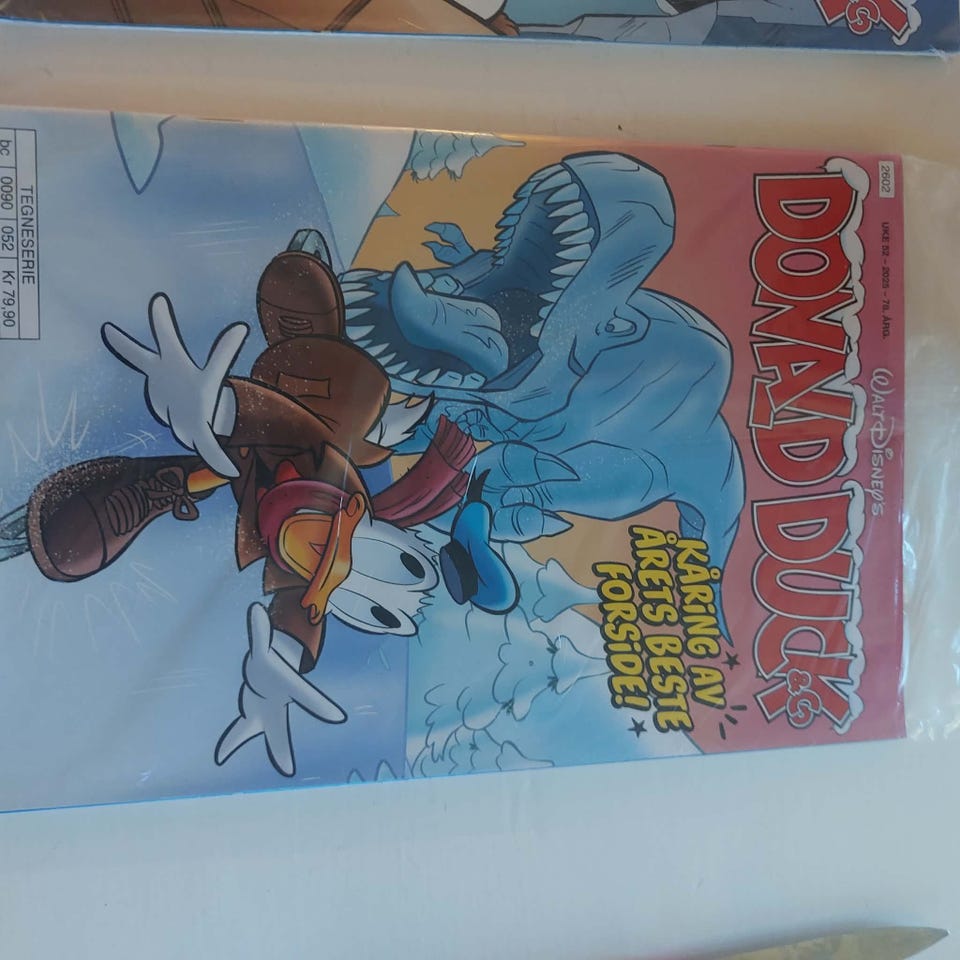 & Co
2602
UKE 52 - 2025 - 78. ÅRG.
WALT DISNEY'S
DONALD DUCK
& Co
KÅRING AV
ÅRETS BESTE
FORSIDE!
TEGNESERIE
bc 0090 052 Kr 79,90